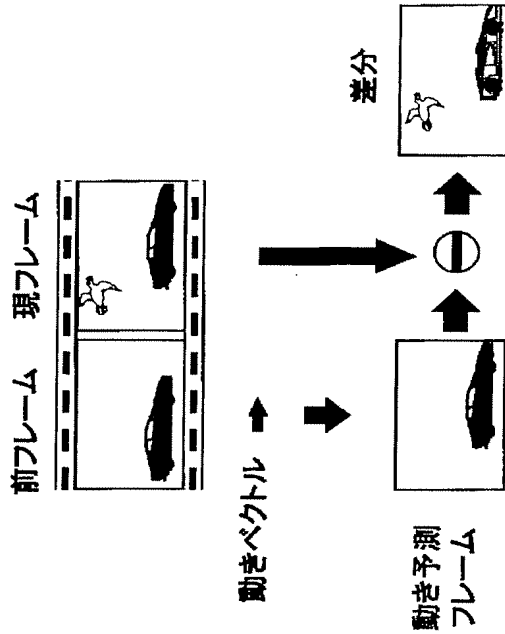 前フレーム
現フレーム
動きベクトル
動き予測
フレーム
差分